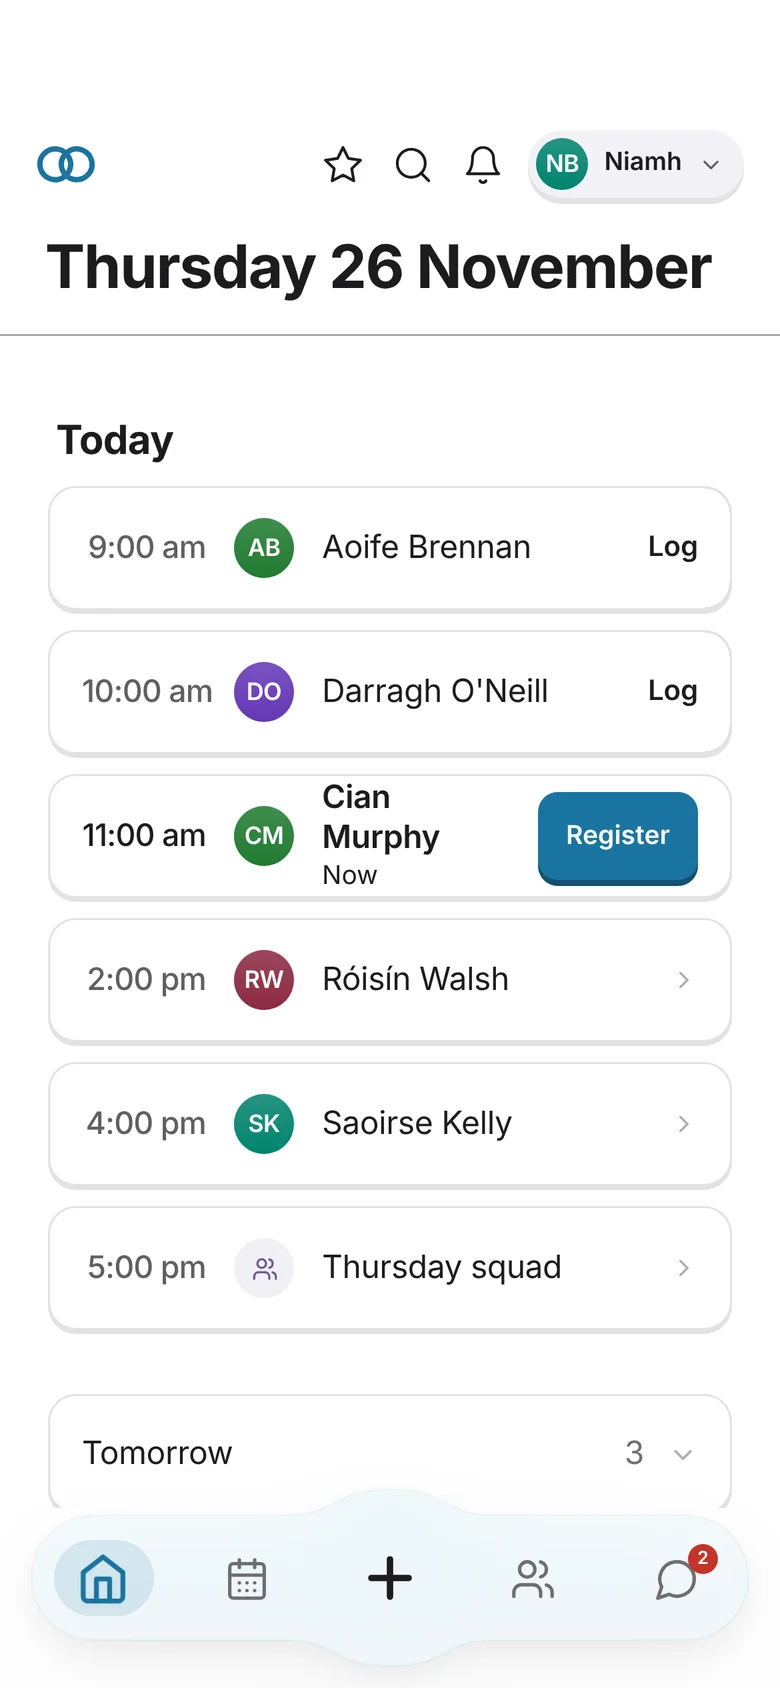 NB Niamh
Thursday 26 November
Today
9:00 am AB Aoife Brennan Log
10:00 am DO Darragh O'Neill Log
11:00 am CM Cian Murphy Now Register
2:00 pm RW Róisín Walsh
4:00 pm SK Saoirse Kelly
5:00 pm Thursday squad
Tomorrow 3
2